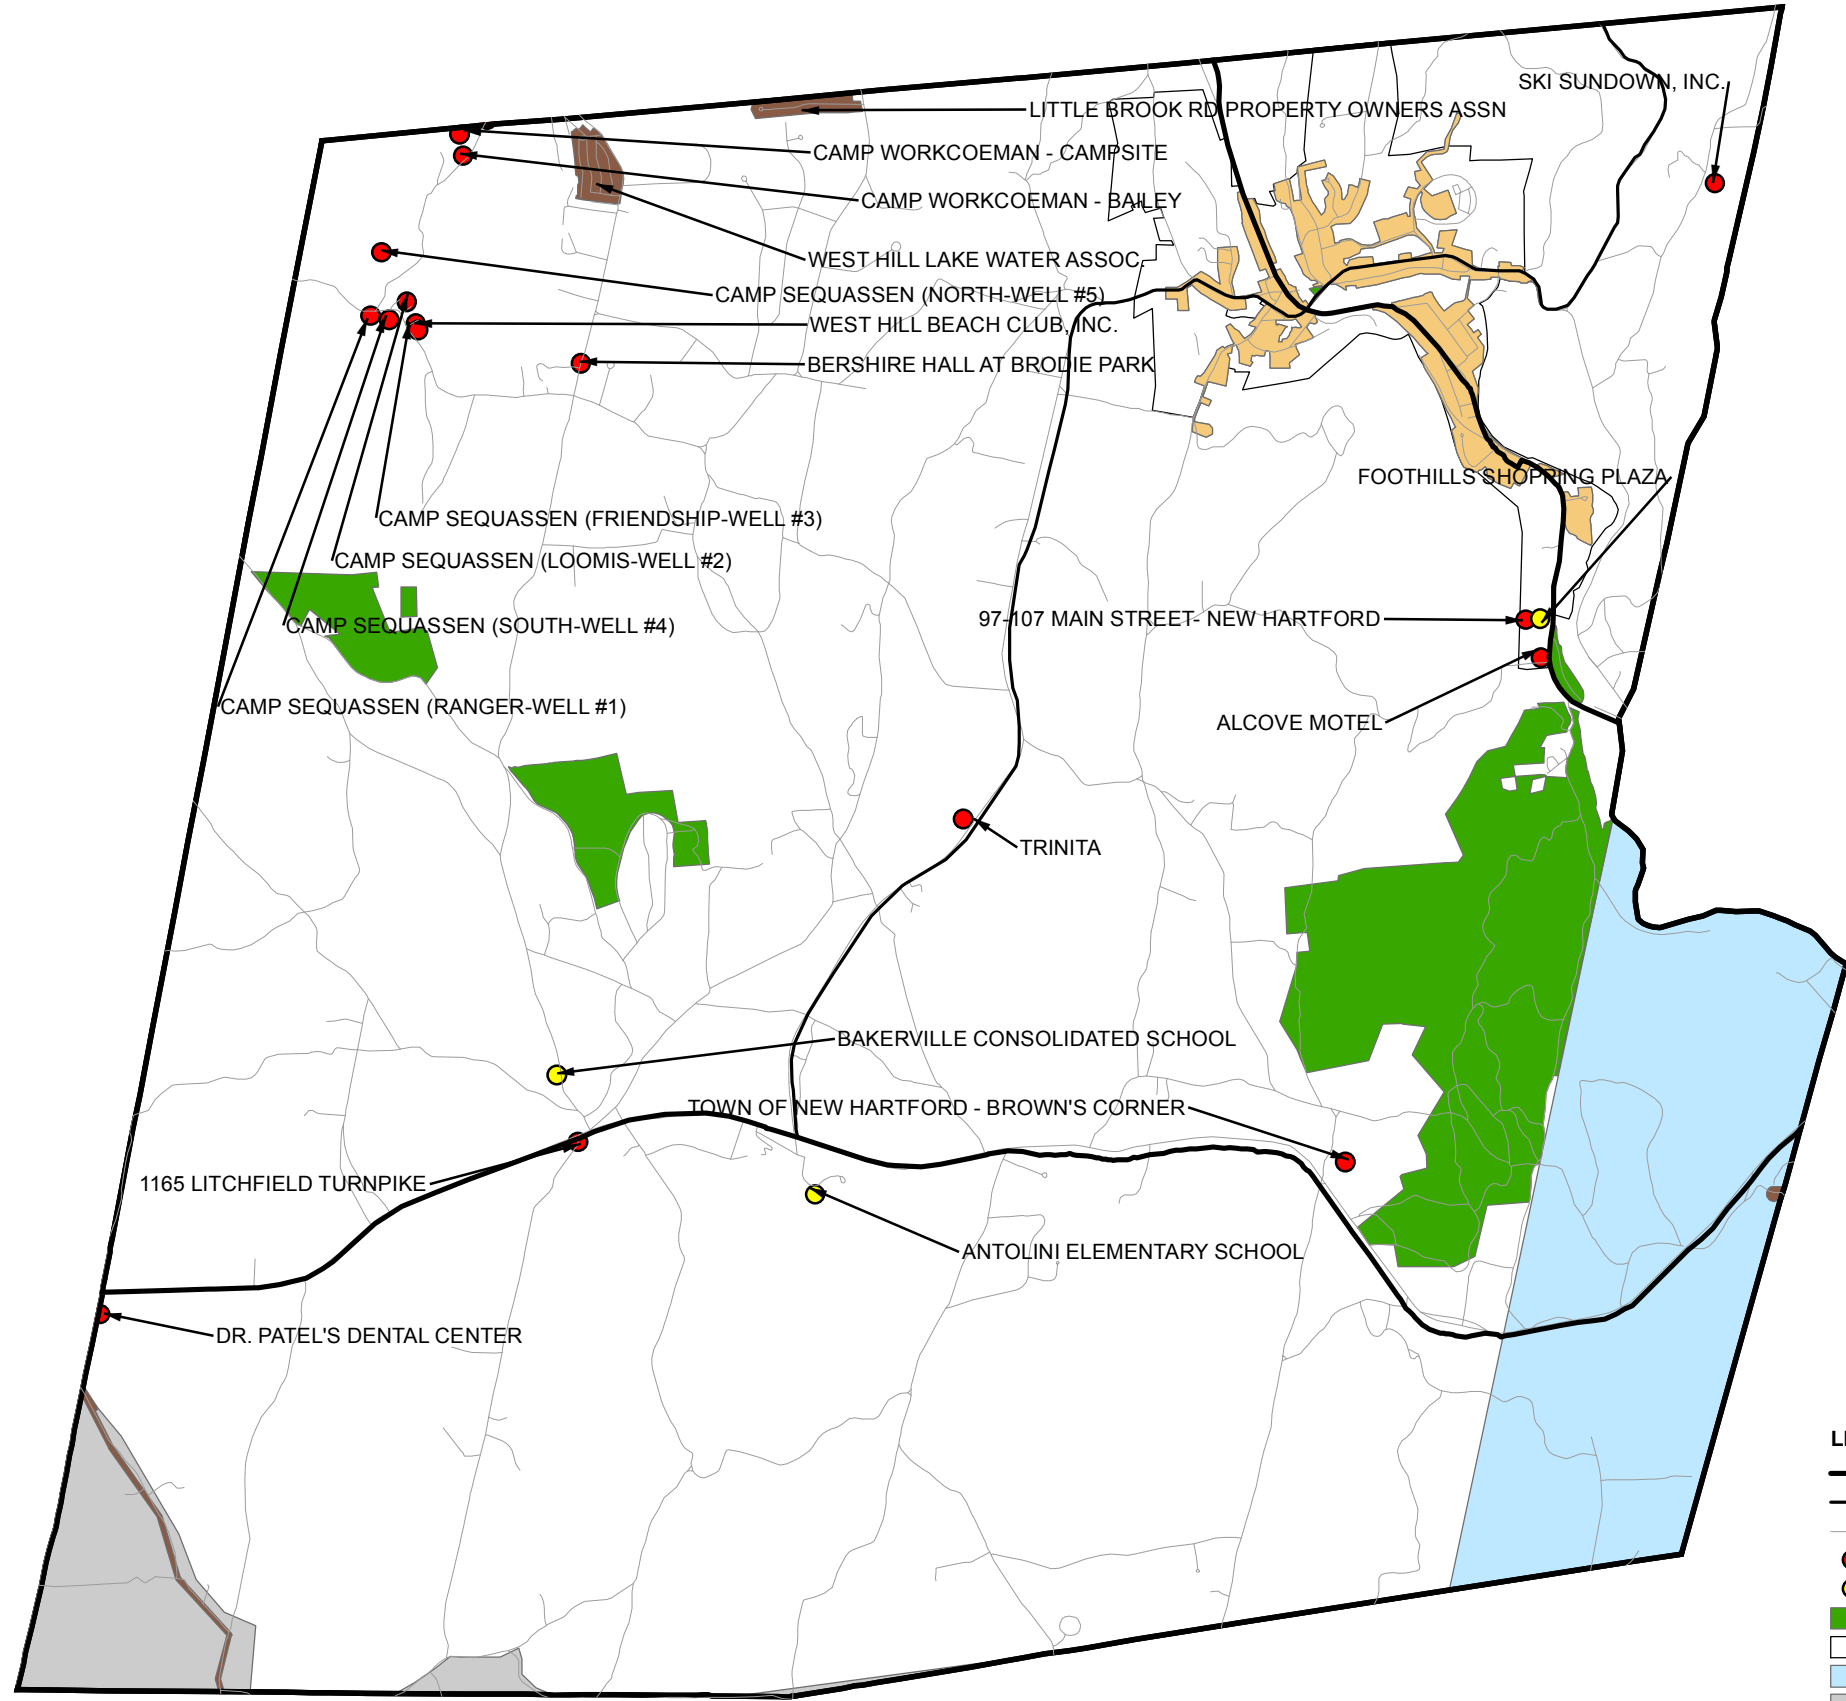 SKI SUNDOWN, INC.
LITTLE BROOK RD PROPERTY OWNERS ASSN
CAMP WORKCOEMAN - CAMPSITE
CAMP WORKCOEMAN - BAILEY
WEST HILL LAKE WATER ASSOC.
CAMP SEQUASSEN (NORTH-WELL #5)
WEST HILL BEACH CLUB, INC.
BERSHIRE HALL AT BRODIE PARK
FOOTHILLS SHOPPING PLAZA
CAMP SEQUASSEN (FRIENDSHIP-WELL #3)
CAMP SEQUASSEN (LOOMIS-WELL #2)
97-107 MAIN STREET- NEW HARTFORD
CAMP SEQUASSEN (SOUTH-WELL #4)
CAMP SEQUASSEN (RANGER-WELL #1)
ALCOVE MOTEL
TRINITA
BAKERVILLE CONSOLIDATED SCHOOL
TOWN OF NEW HARTFORD - BROWN'S CORNER
1165 LITCHFIELD TURNPIKE
ANTOLINI ELEMENTARY SCHOOL
DR. PATEL'S DENTAL CENTER